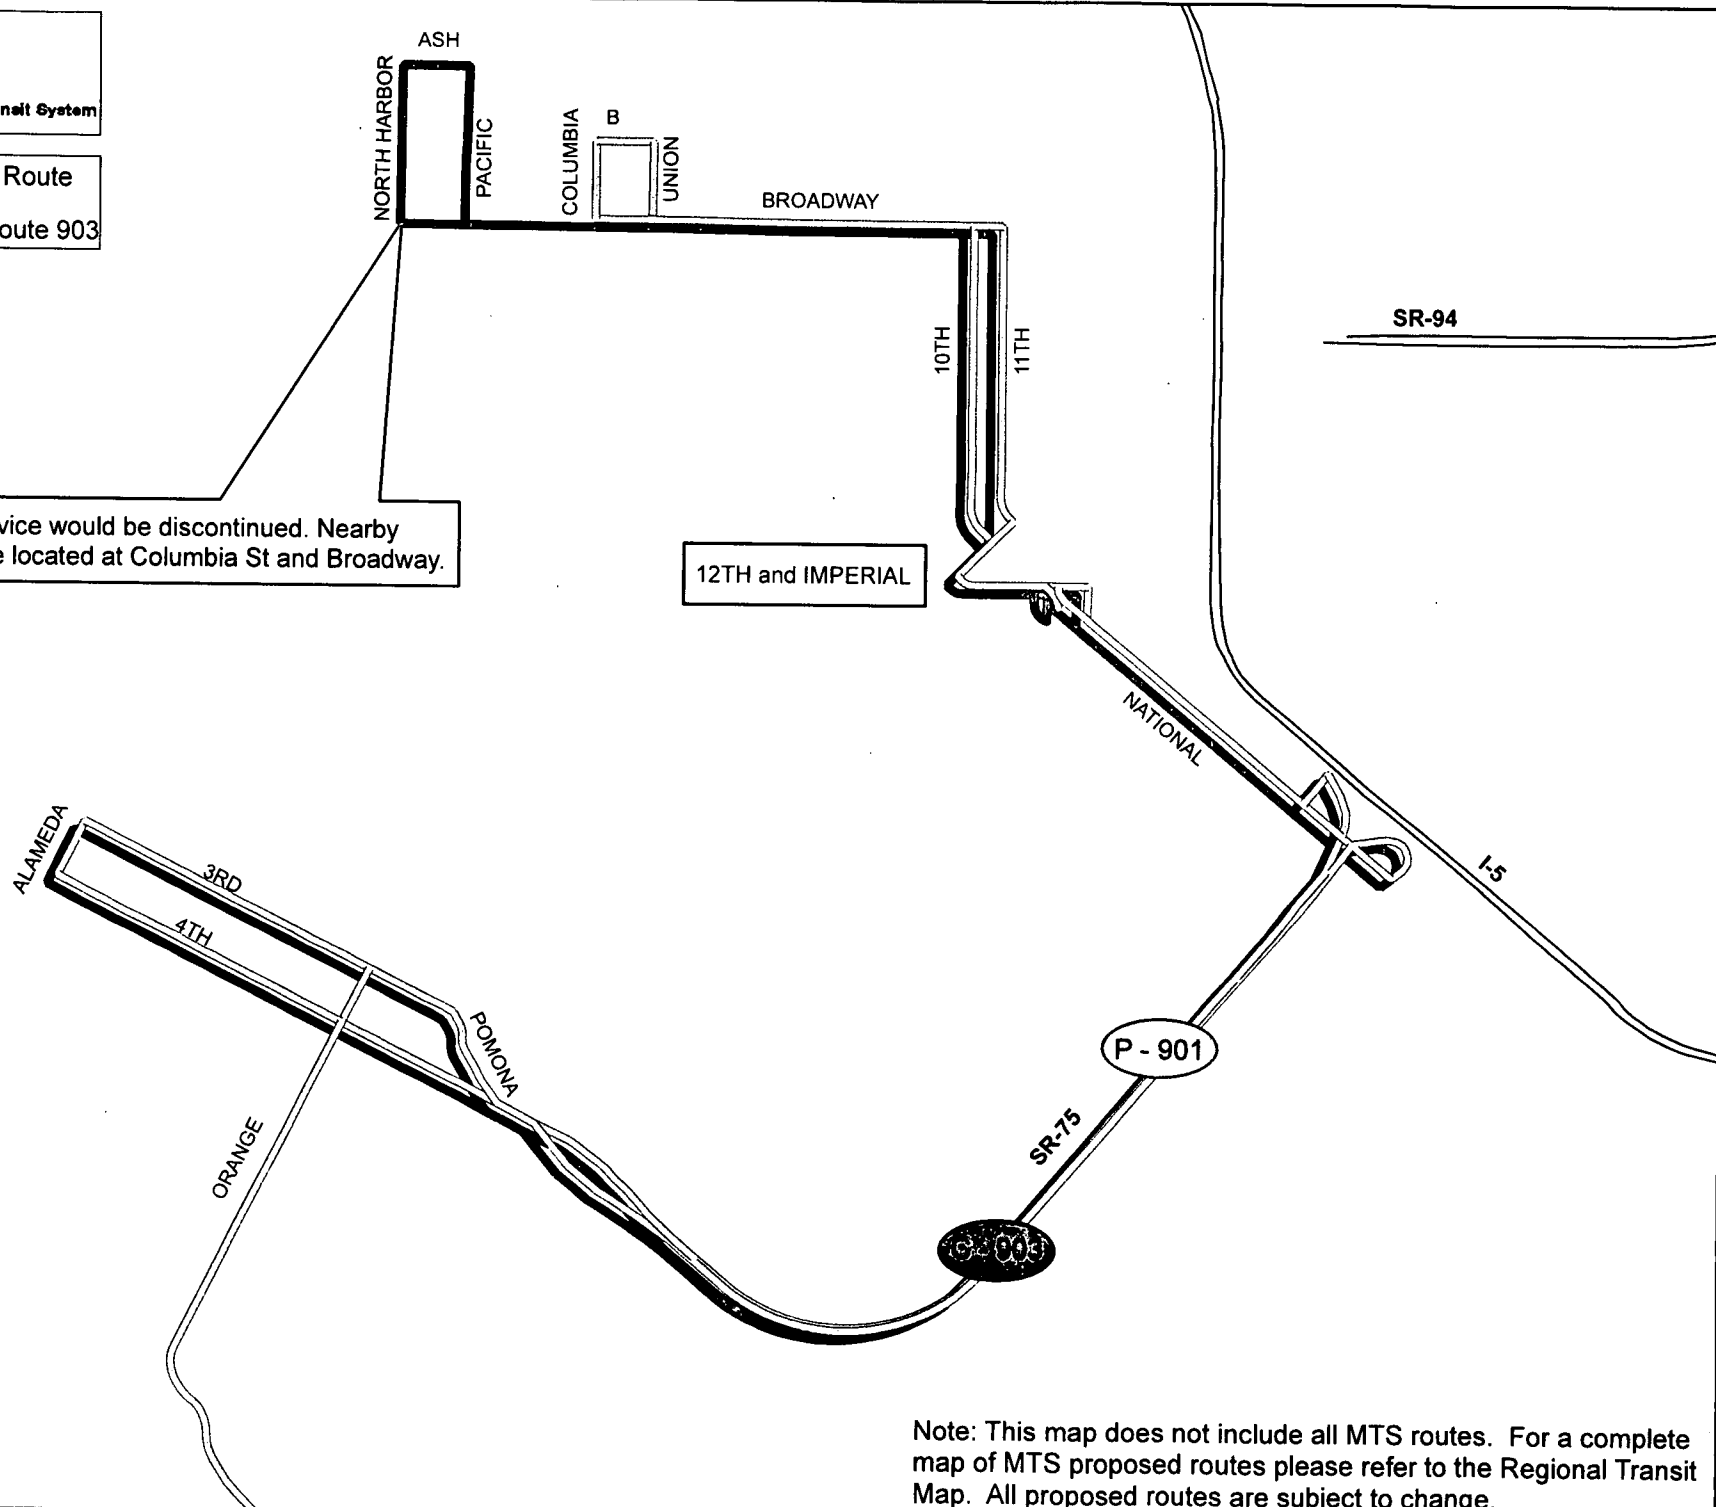 ASH
NORTH HARBOR
PACIFIC
COLUMBIA
B
UNION
BROADWAY
System
Route
903
SR-94
10TH
11TH
would be discontinued. Nearby
located at Columbia St and Broadway.
12TH and IMPERIAL
NATIONAL
ALAMEDA
3RD
4TH
I-5
POMONA
P - 901
ORANGE
SR-75
C - 903
Note: This map does not include all MTS routes. For a complete
map of MTS proposed routes please refer to the Regional Transit
Map. All proposed routes are subject to change.